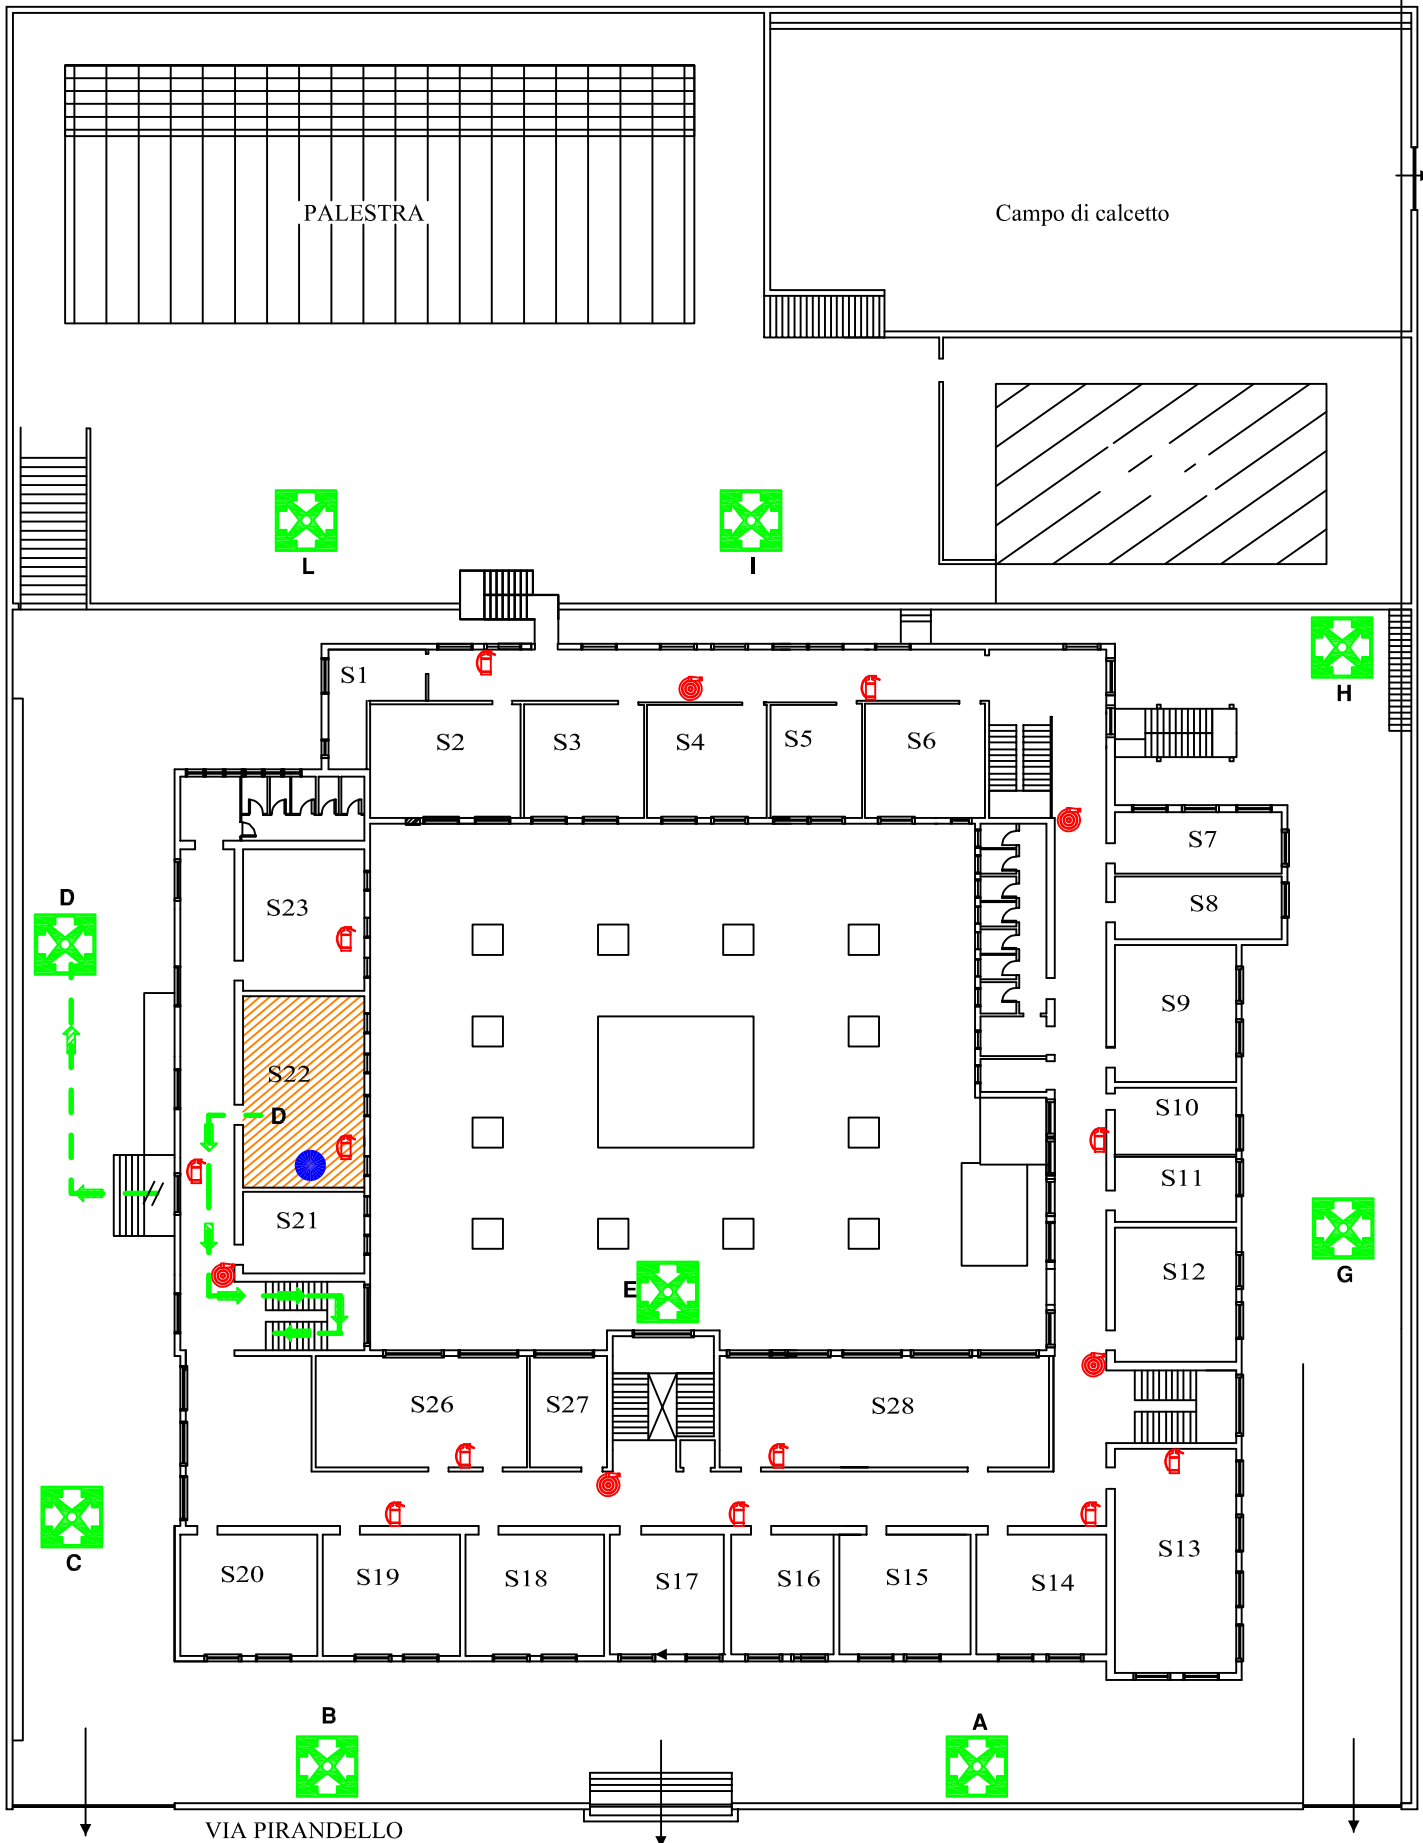 PALESTRA
Campo di calcetto
L
I
H
S1
S2
S3
S4
S5
S6
S7
S8
D
S23
S9
S22
D
S10
S11
S21
S12
G
E
S26
S27
S28
C
S20
S19
S18
S17
S16
S15
S14
S13
B
A
VIA PIRANDELLO